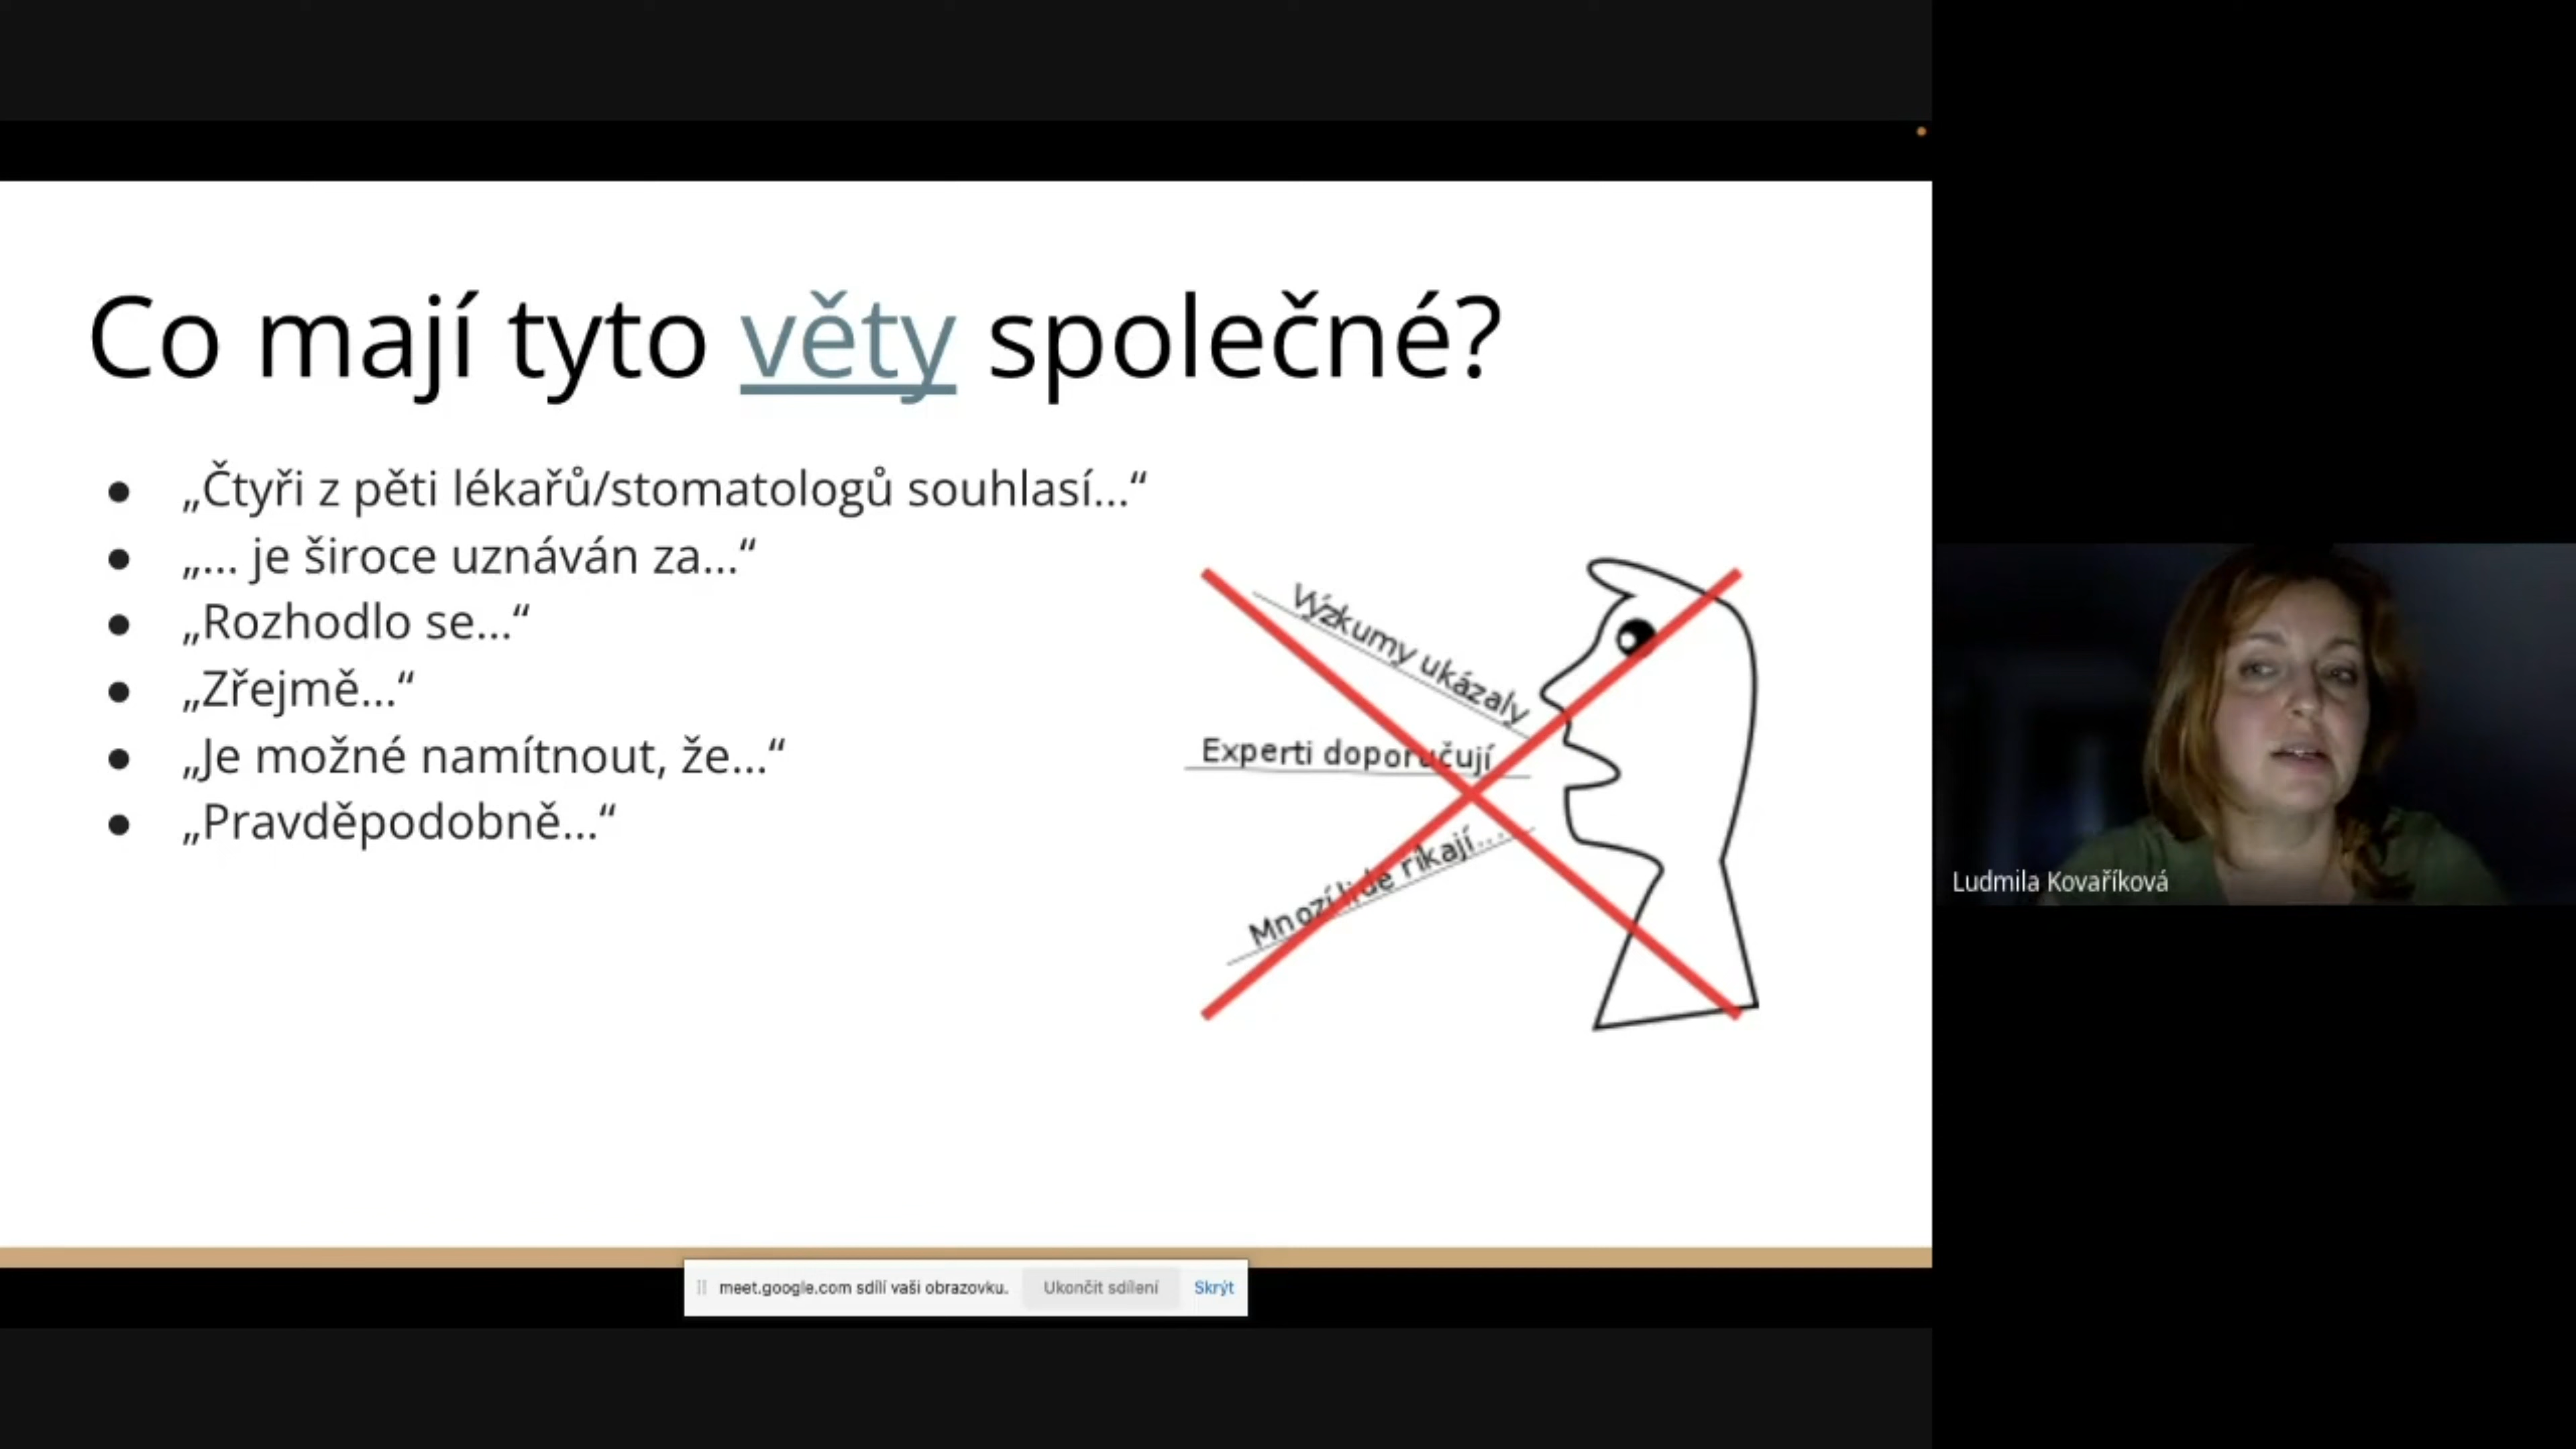 Co mají tyto věty společné?
„Čtyři z pěti lékařů/stomatologů souhlasí...“
„... je široce uznáván za...“
„Rozhodlo se...“
„Zřejmě...“
„Je možné namítnout, že...“
„Pravděpodobně...“
Výzkumy ukázaly
Experti doporučují
Mnozí lidé říkají...
Ludmila Kovaříková
meet.google.com sdílí vaši obrazovku. Ukončit sdílení Skrýt